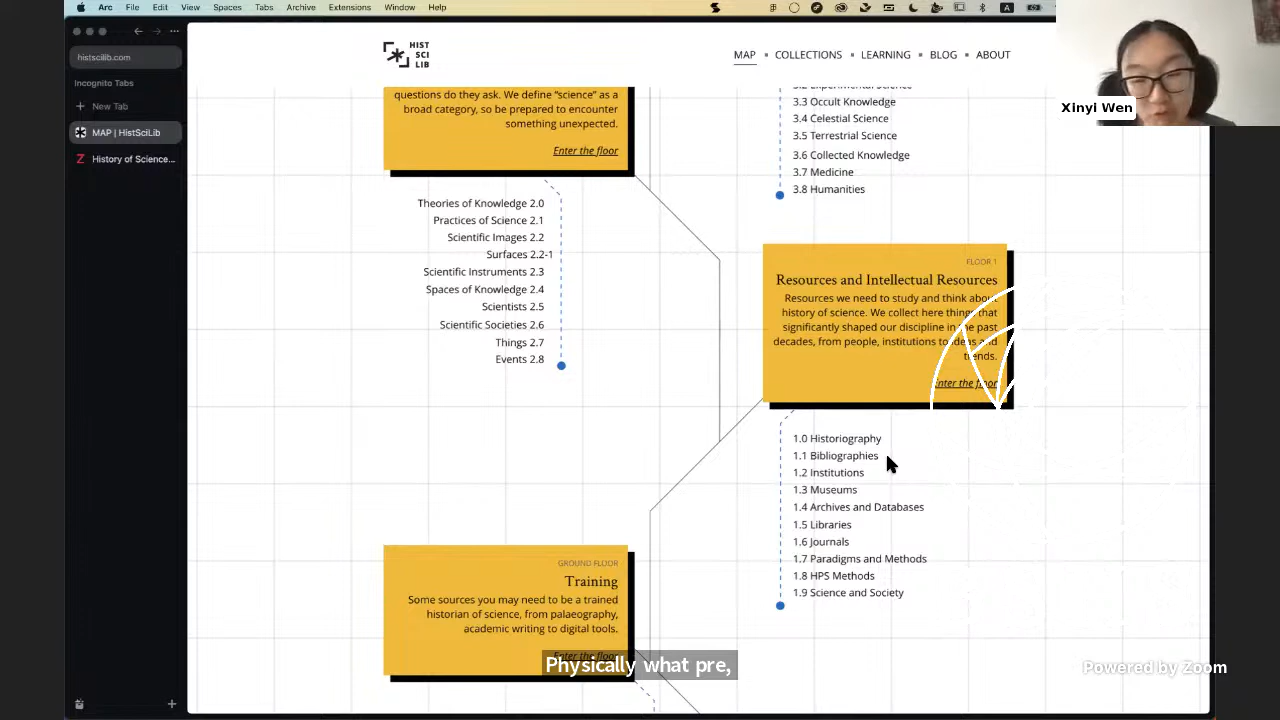 Arc File Edit View Spaces Tabs Archive Extensions Window Help
histscilib.com
Incognito Tabs
New Tab
MAP | HistSciLib
History of Science...
HIST
SCI
LIB
MAP COLLECTIONS LEARNING BLOG ABOUT
Xinyi Wen
questions do they ask. We define “science” as a
broad category, so be prepared to encounter
something unexpected.
Enter the floor
Theories of Knowledge 2.0
Practices of Science 2.1
Scientific Images 2.2
Surfaces 2.2-1
Scientific Instruments 2.3
Spaces of Knowledge 2.4
Scientists 2.5
Scientific Societies 2.6
Things 2.7
Events 2.8
3.2 Experimental Science
3.3 Occult Knowledge
3.4 Celestial Science
3.5 Terrestrial Science
3.6 Collected Knowledge
3.7 Medicine
3.8 Humanities
FLOOR 1
Resources and Intellectual Resources
Resources we need to study and think about
history of science. We collect here things that
significantly shaped our discipline in the past
decades, from people, institutions to ideas and
trends.
Enter the floor
1.0 Historiography
1.1 Bibliographies
1.2 Institutions
1.3 Museums
1.4 Archives and Databases
1.5 Libraries
1.6 Journals
1.7 Paradigms and Methods
1.8 HPS Methods
1.9 Science and Society
GROUND FLOOR
Training
Some sources you may need to be a trained
historian of science, from palaeography,
academic writing to digital tools.
Enter the floor
Physically what pre,
Powered by Zoom